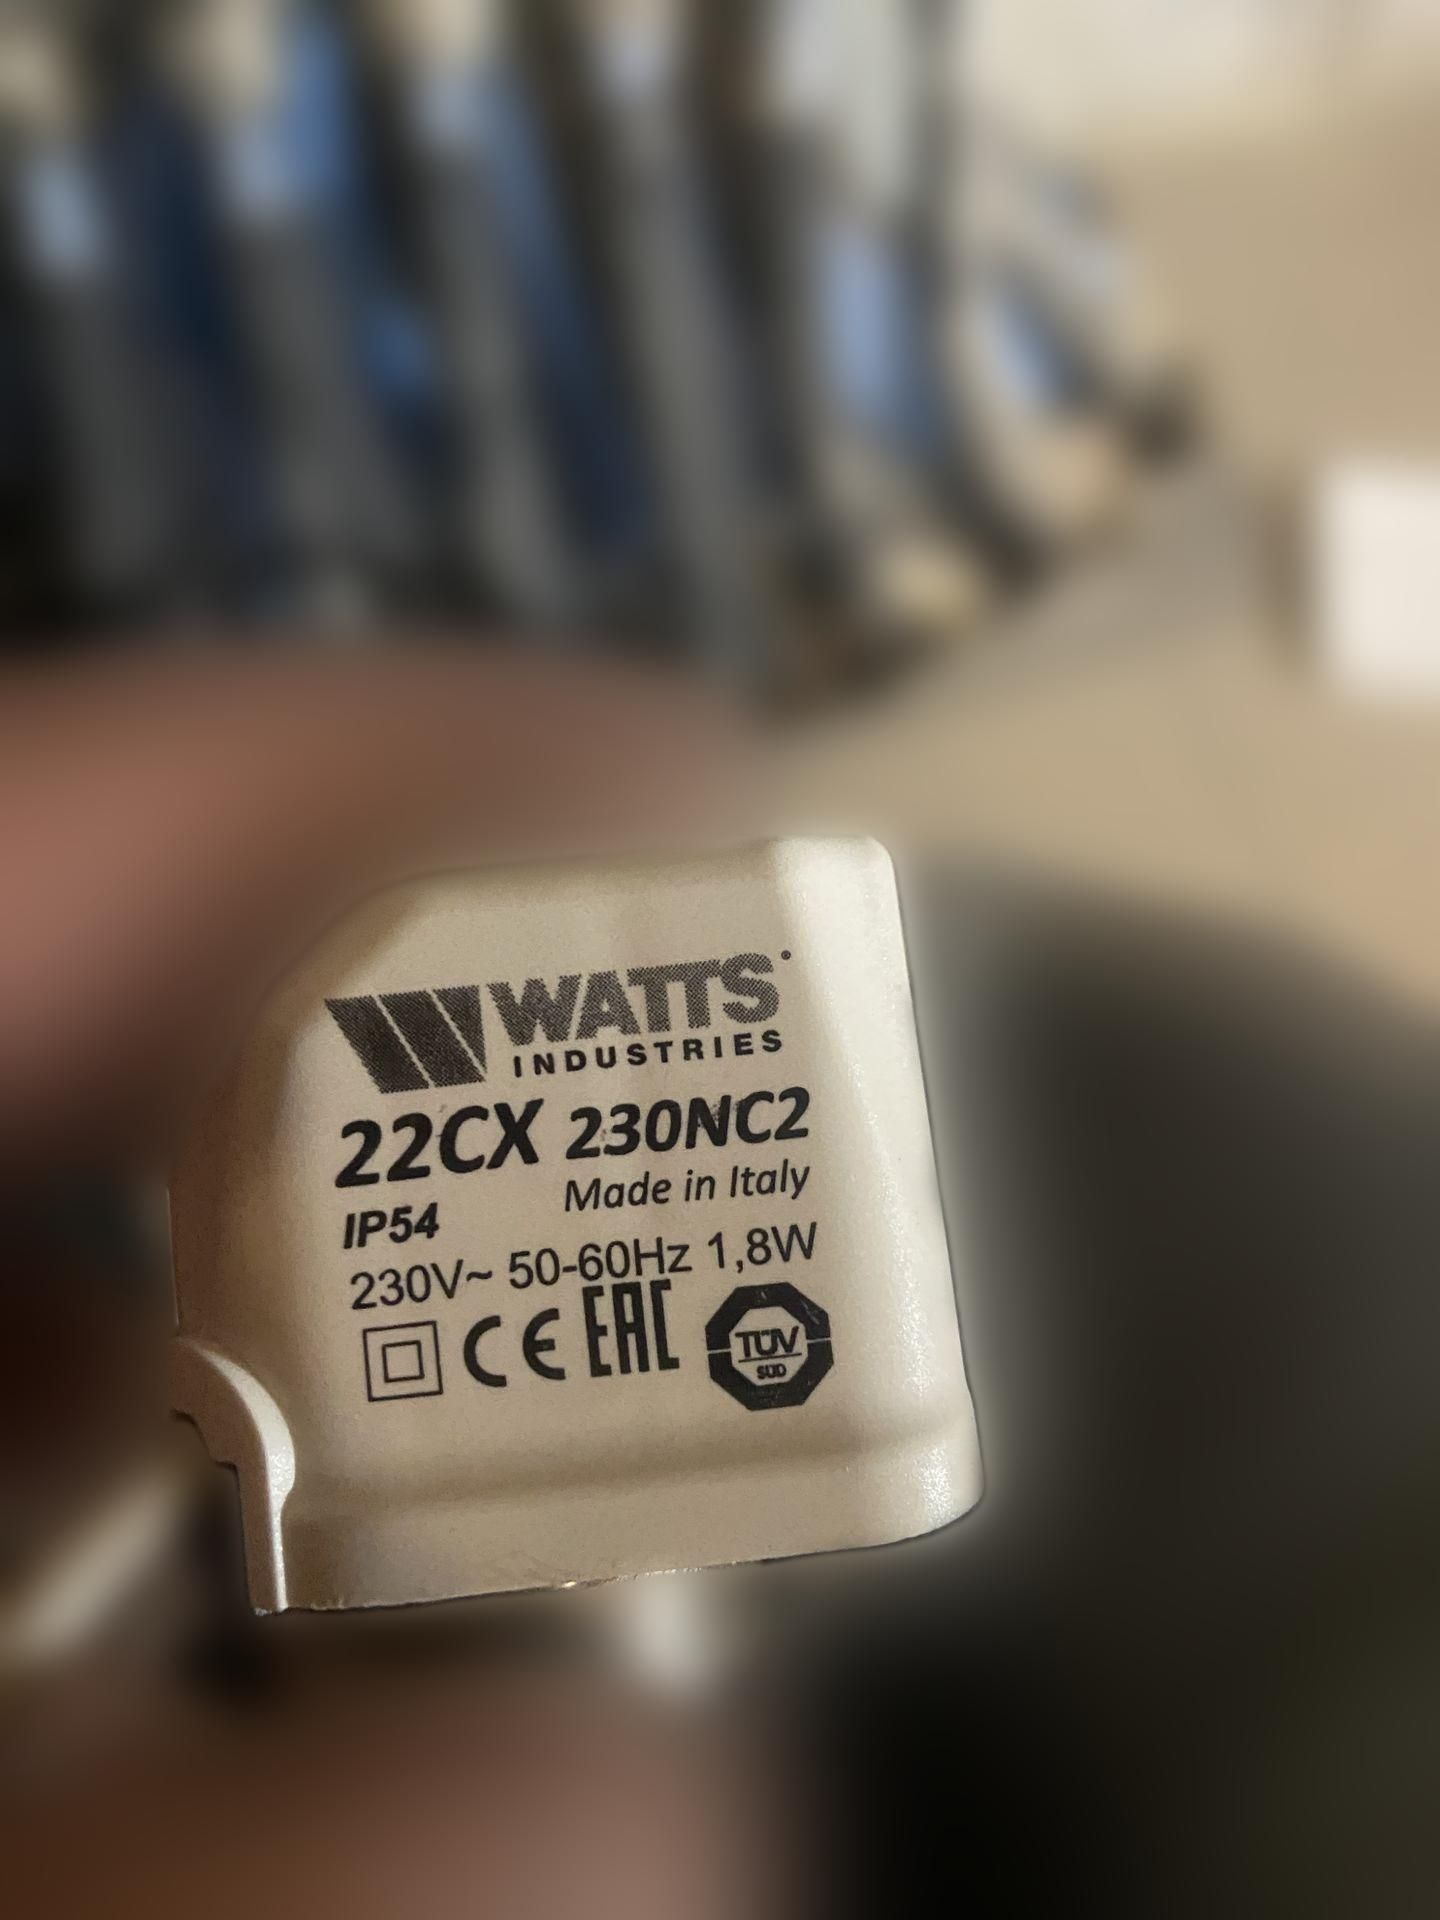 WATTS
INDUSTRIES
22CX 230NC2
Made in Italy
IP54
230V~ 50-60Hz 1,8W
CE EAC TÜV
SÜD